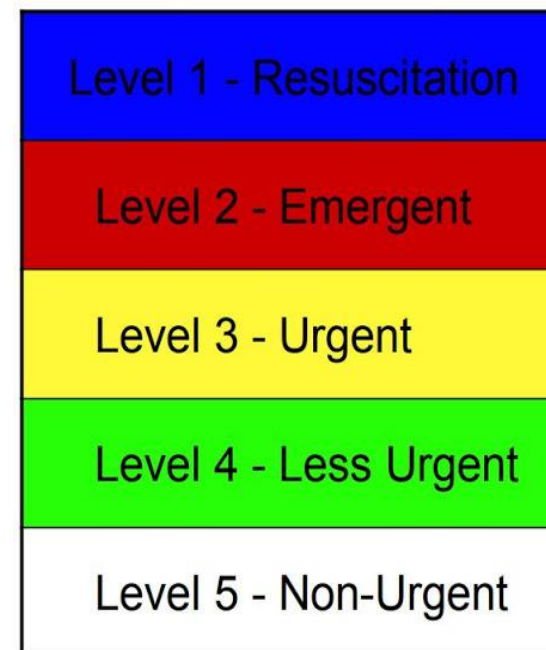 Level 1 - Resuscitation
Level 2 - Emergent
Level 3 - Urgent
Level 4 - Less Urgent
Level 5 - Non-Urgent